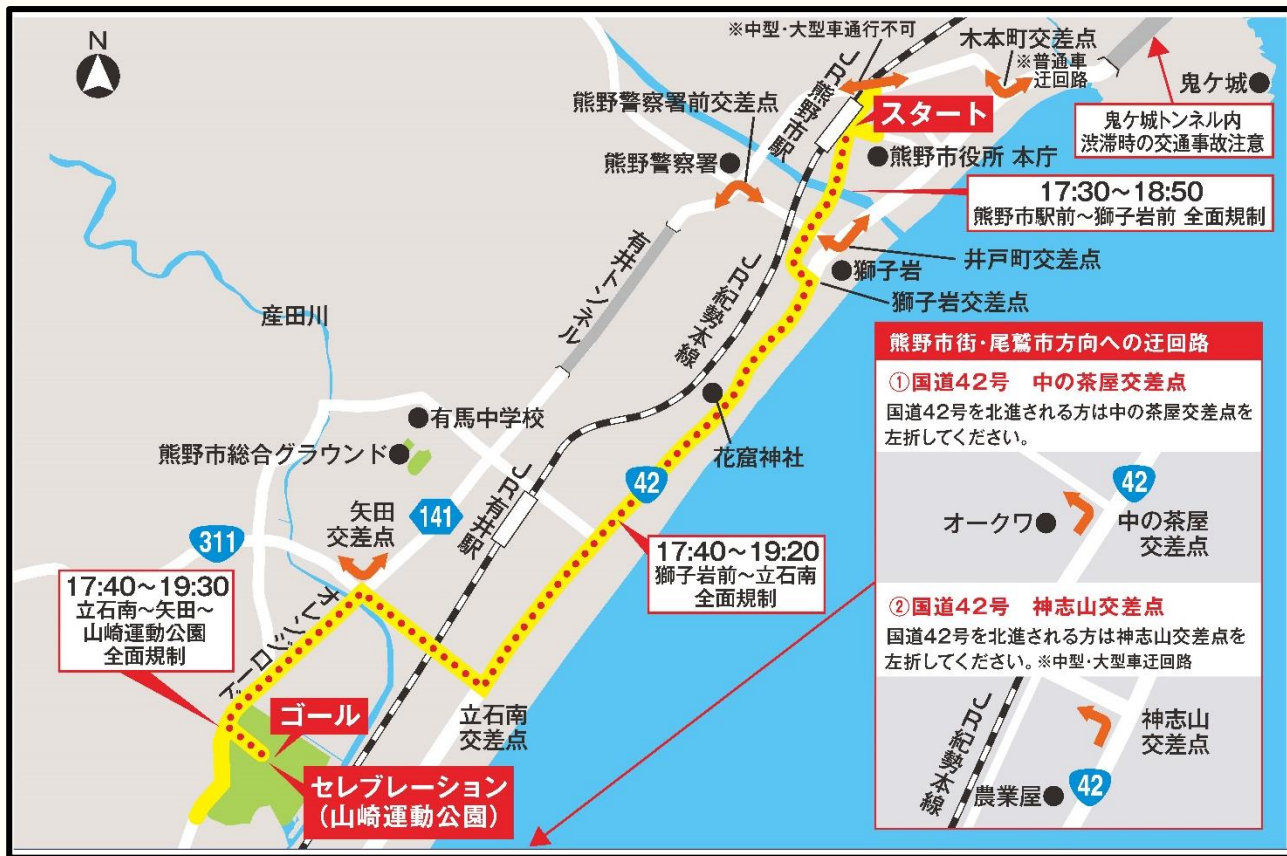 N
※中型・大型車通行不可
木本町交差点
※普通車
迂回路
鬼ケ城
鬼ケ城トンネル内
渋滞時の交通事故注意
JR熊野市駅
スタート
熊野警察署前交差点
熊野警察署
熊野市役所 本庁
17:30～18:50
熊野市駅前～獅子岩前 全面規制
井戸町交差点
獅子岩
獅子岩交差点
有井トンネル
JR紀勢本線
産田川
有馬中学校
熊野市総合グラウンド
花窟神社
42
JR有井駅
141
矢田
交差点
311
17:40～19:20
獅子岩前～立石南
全面規制
17:40～19:30
立石南～矢田～
山崎運動公園
全面規制
オレンジロード
ゴール
立石南
交差点
セレブレーション
（山崎運動公園）
熊野市街・尾鷲市方向への迂回路
①国道42号　中の茶屋交差点
国道42号を北進される方は中の茶屋交差点を
左折してください。
42
オークワ
中の茶屋
交差点
②国道42号　神志山交差点
国道42号を北進される方は神志山交差点を
左折してください。※中型・大型車迂回路
JR紀勢本線
神志山
交差点
農業屋
42